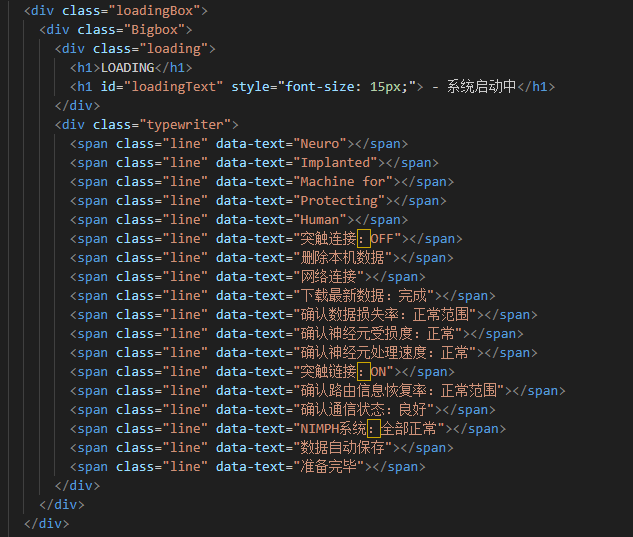 <div class="loadingBox">
<div class="Bigbox">
<div class="loading">
<h1>LOADING</h1>
<h1 id="loadingText" style="font-size: 15px;"> - 系统启动中</h1>
</div>
<div class="typewriter">
<span class="line" data-text="Neuro"></span>
<span class="line" data-text="Implanted"></span>
<span class="line" data-text="Machine for"></span>
<span class="line" data-text="Protecting"></span>
<span class="line" data-text="Human"></span>
<span class="line" data-text="突触连接：OFF"></span>
<span class="line" data-text="删除本机数据"></span>
<span class="line" data-text="网络连接"></span>
<span class="line" data-text="下载最新数据: 完成"></span>
<span class="line" data-text="确认数据损失率: 正常范围"></span>
<span class="line" data-text="确认神经元受损度: 正常"></span>
<span class="line" data-text="确认神经元处理速度: 正常"></span>
<span class="line" data-text="突触链接：ON"></span>
<span class="line" data-text="确认路由信息恢复率: 正常范围"></span>
<span class="line" data-text="确认通信状态: 良好"></span>
<span class="line" data-text="NIMPH系统：全部正常"></span>
<span class="line" data-text="数据自动保存"></span>
<span class="line" data-text="准备完毕"></span>
</div>
</div>
</div>